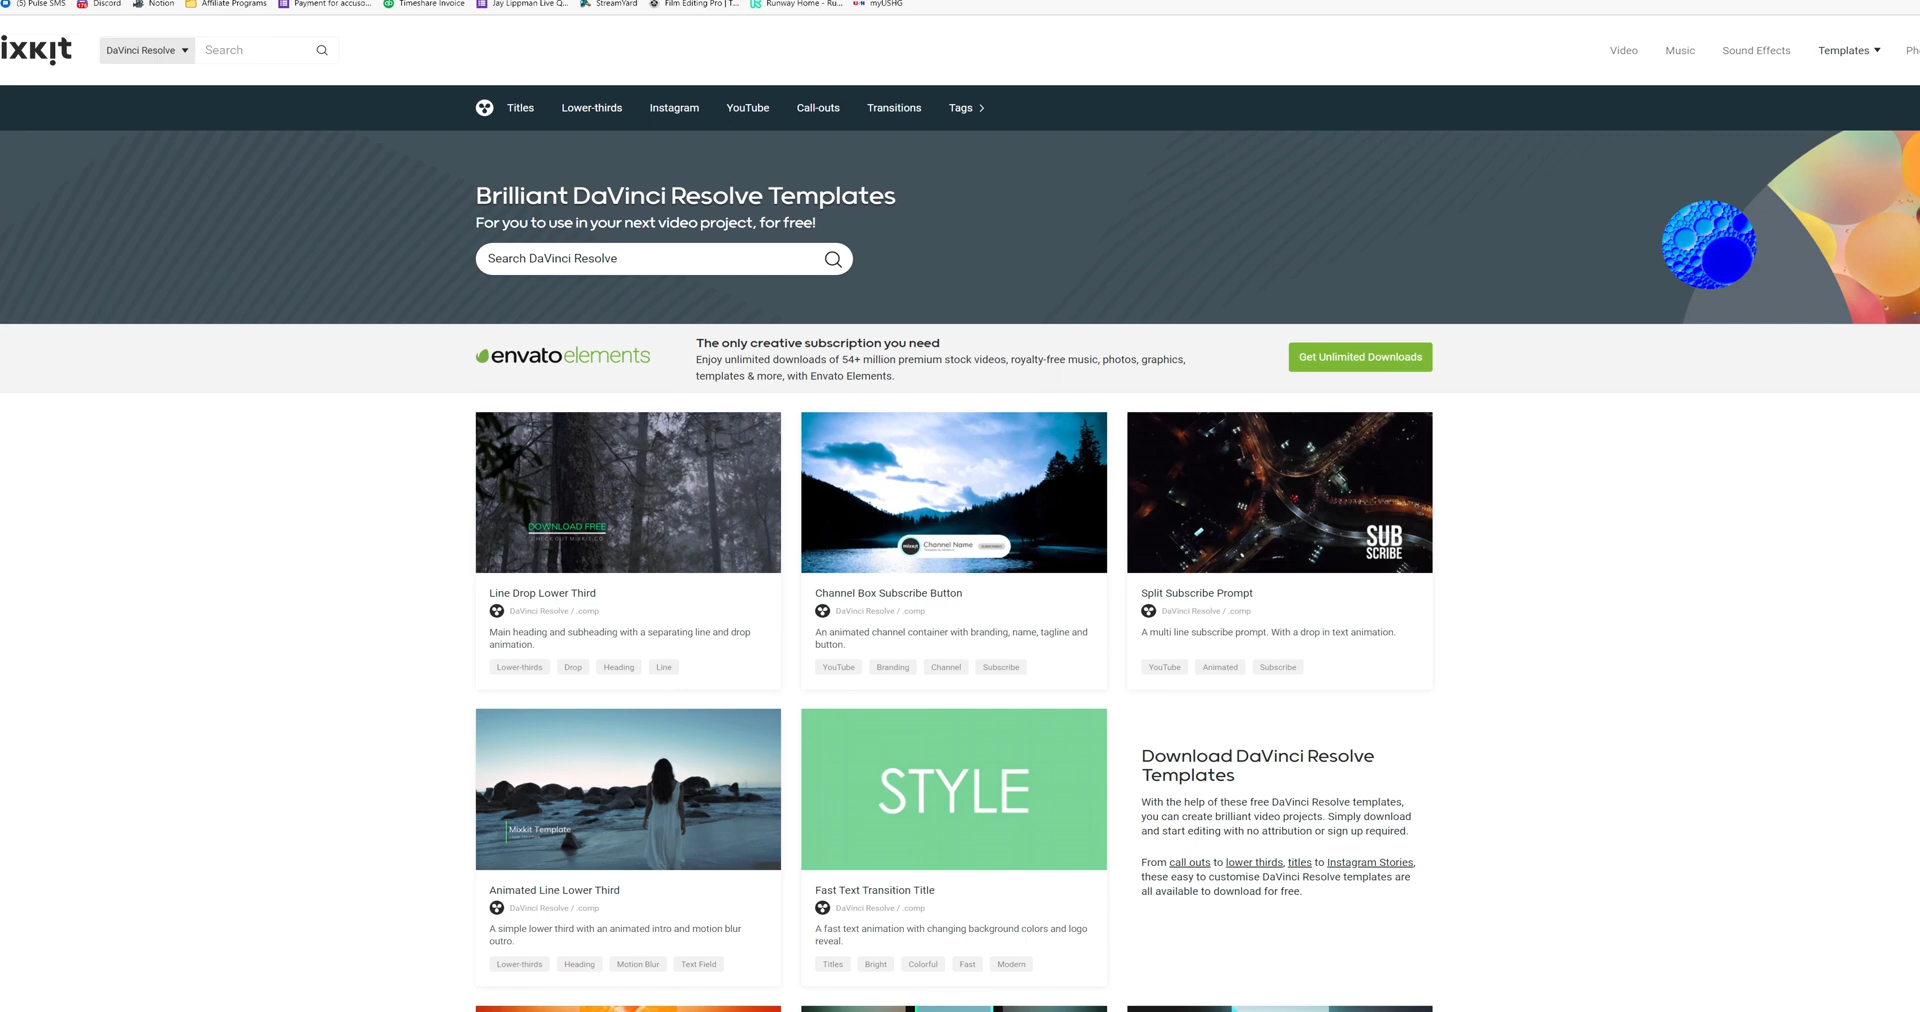 (5) Pulse SMS Discord Notion Affiliate Programs Payment for accuso... Timeshare Invoice Jay Lippman Live Q... StreamYard Film Editing Pro | T... Runway Home - Ru... myUSHG
ixkit DaVinci Resolve Search Video Music Sound Effects Templates
Titles Lower-thirds Instagram YouTube Call-outs Transitions Tags
Brilliant DaVinci Resolve Templates
For you to use in your next video project, for free!
Search DaVinci Resolve
envato elements
The only creative subscription you need
Enjoy unlimited downloads of 54+ million premium stock videos, royalty-free music, photos, graphics,
templates & more, with Envato Elements.
Get Unlimited Downloads
DOWNLOAD FREE
CHECK OUT MIXKIT.CO
Line Drop Lower Third
DaVinci Resolve / .comp
Main heading and subheading with a separating line and drop
animation.
Lower-thirds Drop Heading Line
mixkit Channel Name
Channel Box Subscribe Button
DaVinci Resolve / .comp
An animated channel container with branding, name, tagline and
button.
YouTube Branding Channel Subscribe
SUB
SCRIBE
Split Subscribe Prompt
DaVinci Resolve / .comp
A multi line subscribe prompt. With a drop in text animation.
YouTube Animated Subscribe
Mixkit Template
Animated Line Lower Third
DaVinci Resolve / .comp
A simple lower third with an animated intro and motion blur
outro.
Lower-thirds Heading Motion Blur Text Field
STYLE
Fast Text Transition Title
DaVinci Resolve / .comp
A fast text animation with changing background colors and logo
reveal.
Titles Bright Colorful Fast Modern
Download DaVinci Resolve
Templates
With the help of these free DaVinci Resolve templates,
you can create brilliant video projects. Simply download
and start editing with no attribution or sign up required.
From call outs to lower thirds, titles to Instagram Stories,
these easy to customise DaVinci Resolve templates are
all available to download for free.